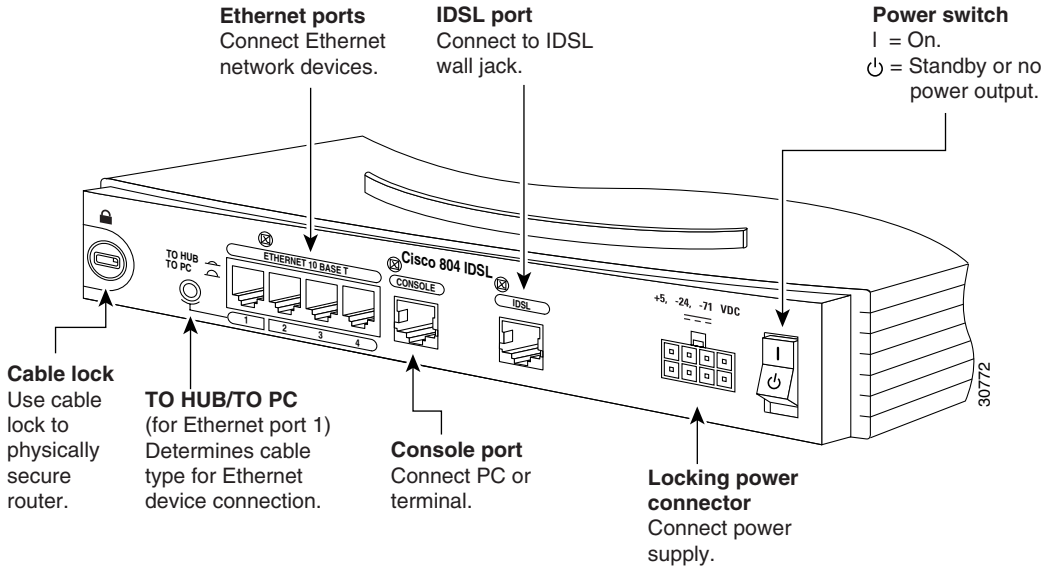 Ethernet ports
Connect Ethernet
network devices.
IDSL port
Connect to IDSL
wall jack.
Power switch
I = On.
⏻ = Standby or no
power output.
TO HUB
TO PC
ETHERNET 10 BASE T
1 2 3 4
Cisco 804 IDSL
CONSOLE
IDSL
+5, -24, -71 VDC
I
⏻
30772
Cable lock
Use cable
lock to
physically
secure
router.
TO HUB/TO PC
(for Ethernet port 1)
Determines cable
type for Ethernet
device connection.
Console port
Connect PC or
terminal.
Locking power
connector
Connect power
supply.